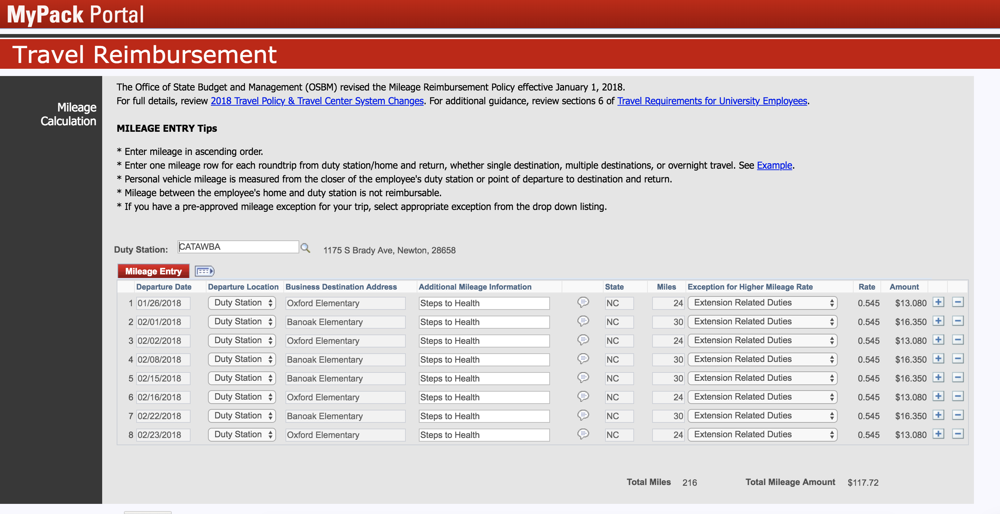 MyPack Portal
Travel Reimbursement
Mileage
Calculation
The Office of State Budget and Management (OSBM) revised the Mileage Reimbursement Policy effective January 1, 2018.
For full details, review 2018 Travel Policy & Travel Center System Changes. For additional guidance, review sections 6 of Travel Requirements for University Employees.
MILEAGE ENTRY Tips
* Enter mileage in ascending order.
* Enter one mileage row for each roundtrip from duty station/home and return, whether single destination, multiple destinations, or overnight travel. See Example.
* Personal vehicle mileage is measured from the closer of the employee's duty station or point of departure to destination and return.
* Mileage between the employee's home and duty station is not reimbursable.
* If you have a pre-approved mileage exception for your trip, select appropriate exception from the drop down listing.
Duty Station: CATAWBA 1175 S Brady Ave, Newton, 28658
Mileage Entry
Departure Date Departure Location Business Destination Address Additional Mileage Information State Miles Exception for Higher Mileage Rate Rate Amount
1 01/26/2018 Duty Station Oxford Elementary Steps to Health NC 24 Extension Related Duties 0.545 $13.080
2 02/01/2018 Duty Station Banoak Elementary Steps to Health NC 30 Extension Related Duties 0.545 $16.350
3 02/02/2018 Duty Station Oxford Elementary Steps to Health NC 24 Extension Related Duties 0.545 $13.080
4 02/08/2018 Duty Station Banoak Elementary Steps to Health NC 30 Extension Related Duties 0.545 $16.350
5 02/15/2018 Duty Station Banoak Elementary Steps to Health NC 30 Extension Related Duties 0.545 $16.350
6 02/16/2018 Duty Station Oxford Elementary Steps to Health NC 24 Extension Related Duties 0.545 $13.080
7 02/22/2018 Duty Station Banoak Elementary Steps to Health NC 30 Extension Related Duties 0.545 $16.350
8 02/23/2018 Duty Station Oxford Elementary Steps to Health NC 24 Extension Related Duties 0.545 $13.080
Total Miles 216 Total Mileage Amount $117.72